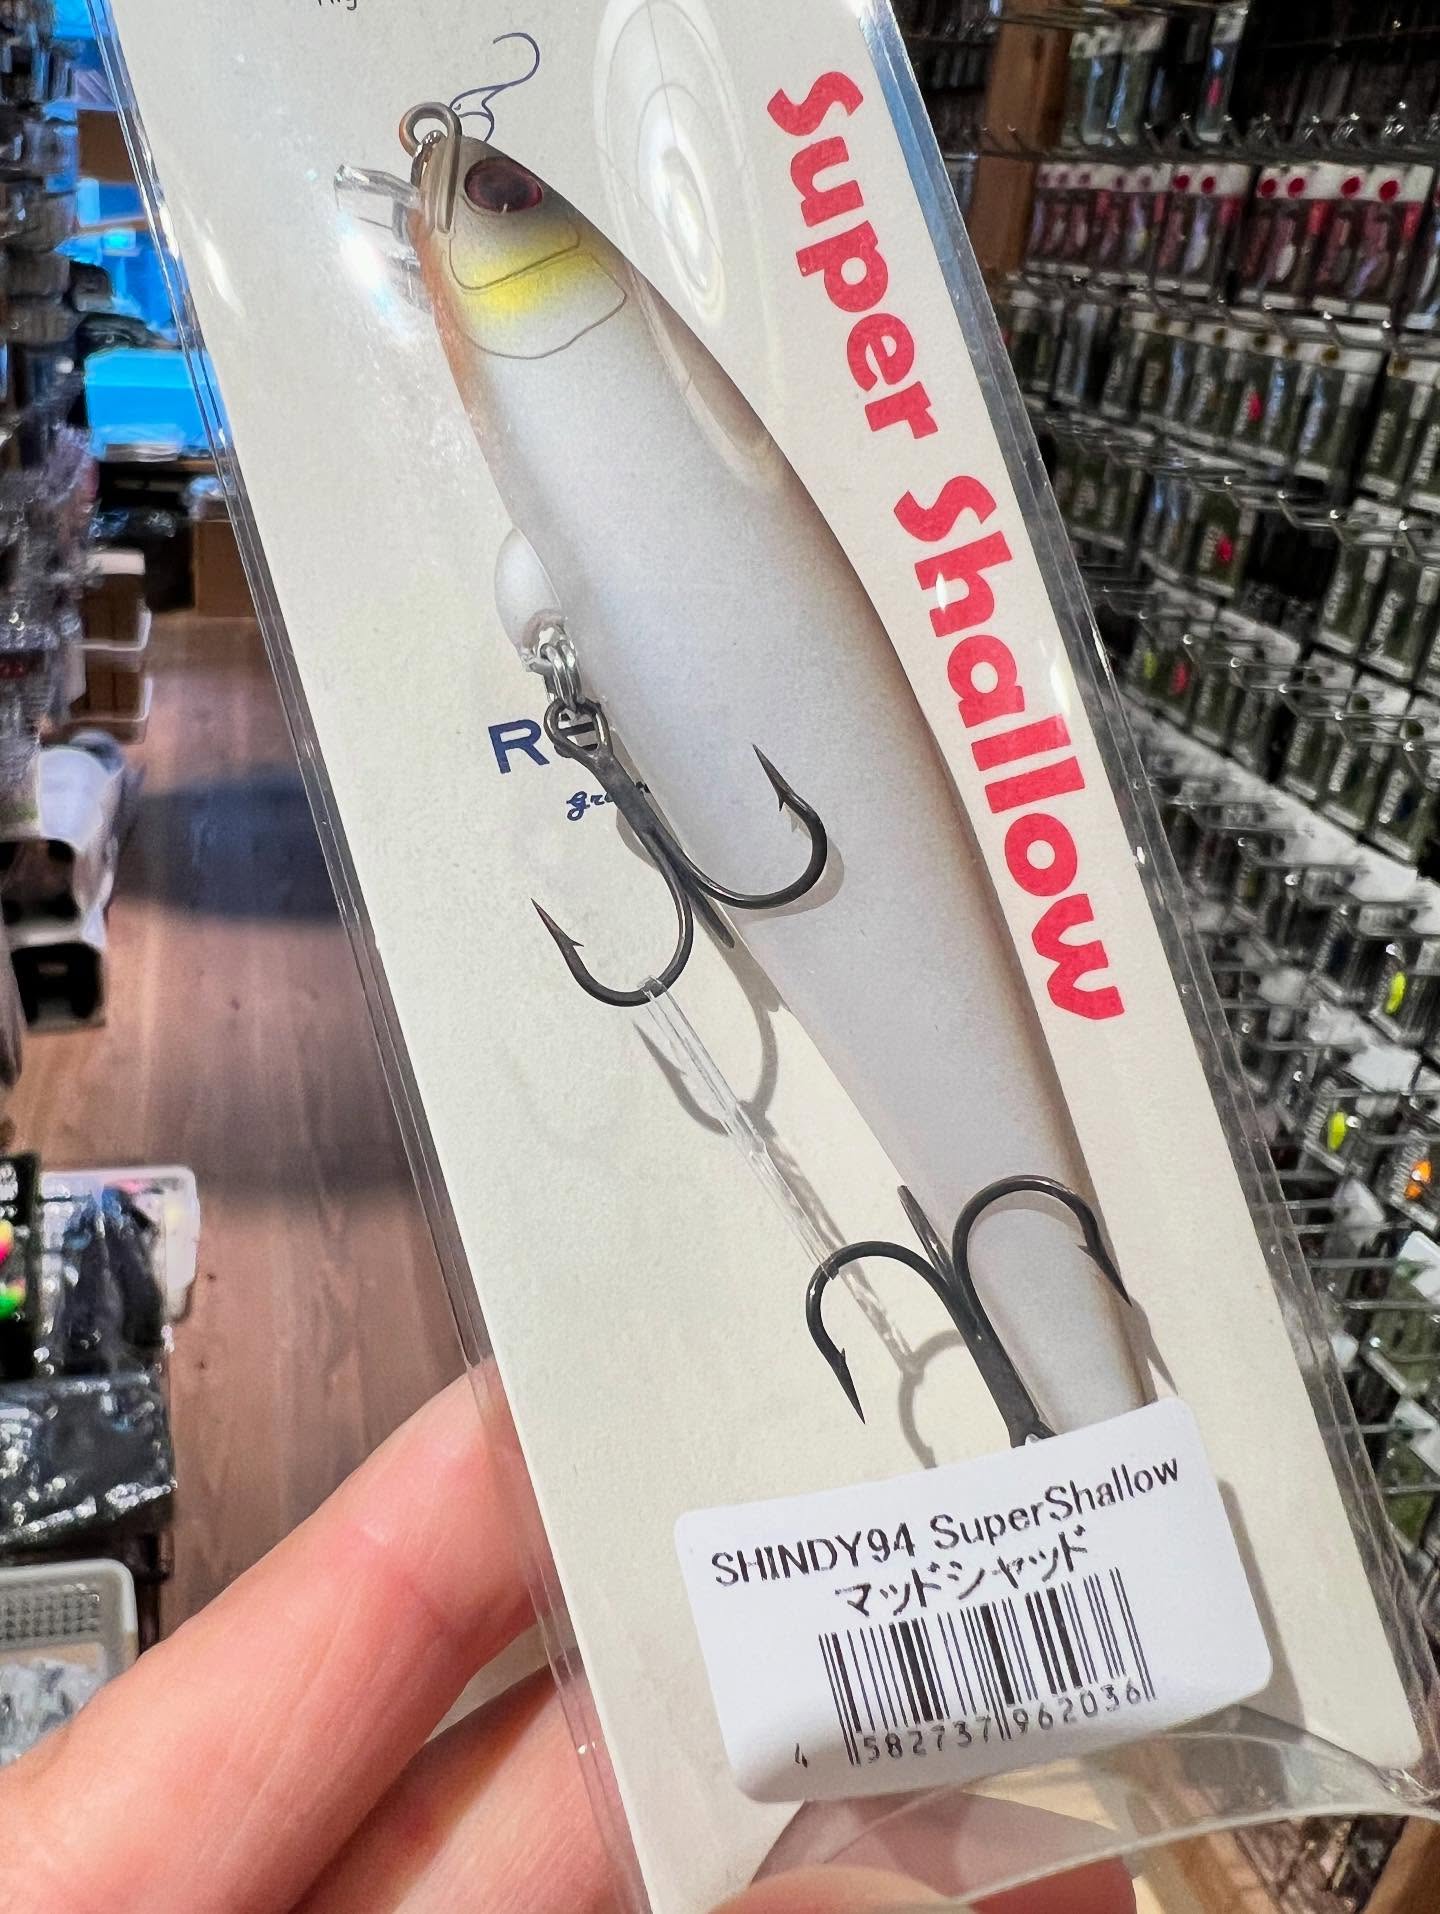 Super Shallow
SHINDY94 SuperShallow
マッドシャッド
4 582737 962036